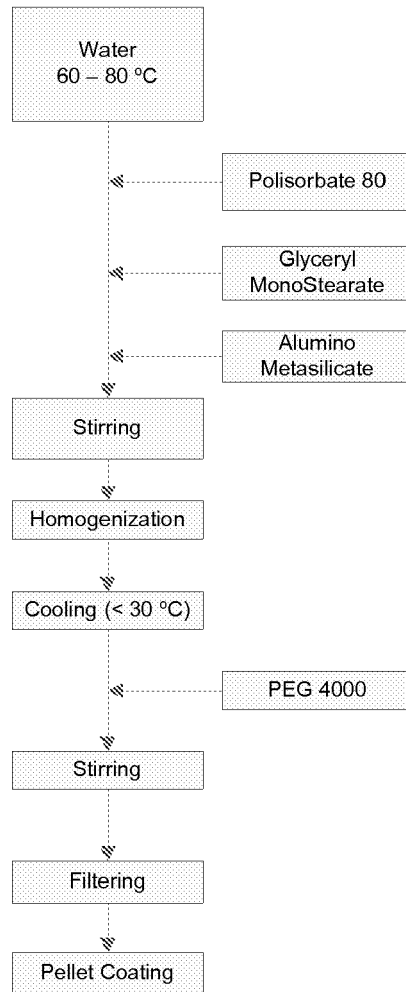 Water
60 – 80 ºC
Polisorbate 80
Glyceryl
MonoStearate
Alumino
Metasilicate
Stirring
Homogenization
Cooling (< 30 ºC)
PEG 4000
Stirring
Filtering
Pellet Coating